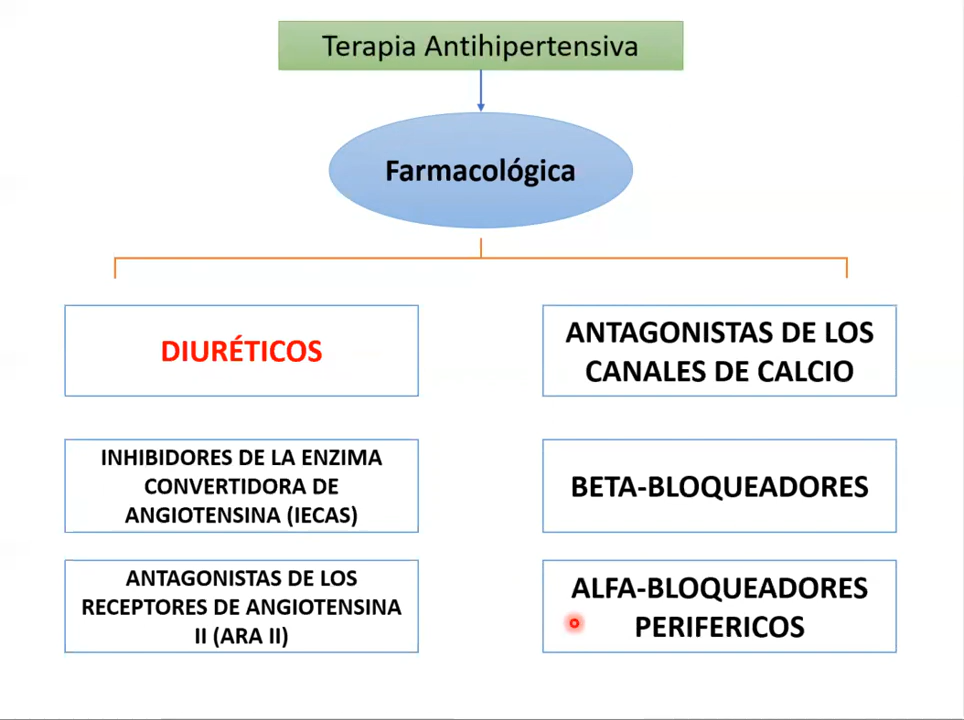 Terapia Antihipertensiva
Farmacológica
DIURÉTICOS
INHIBIDORES DE LA ENZIMA
CONVERTIDORA DE
ANGIOTENSINA (IECAS)
ANTAGONISTAS DE LOS
RECEPTORES DE ANGIOTENSINA
II (ARA II)
ANTAGONISTAS DE LOS
CANALES DE CALCIO
BETA-BLOQUEADORES
ALFA-BLOQUEADORES
PERIFERICOS